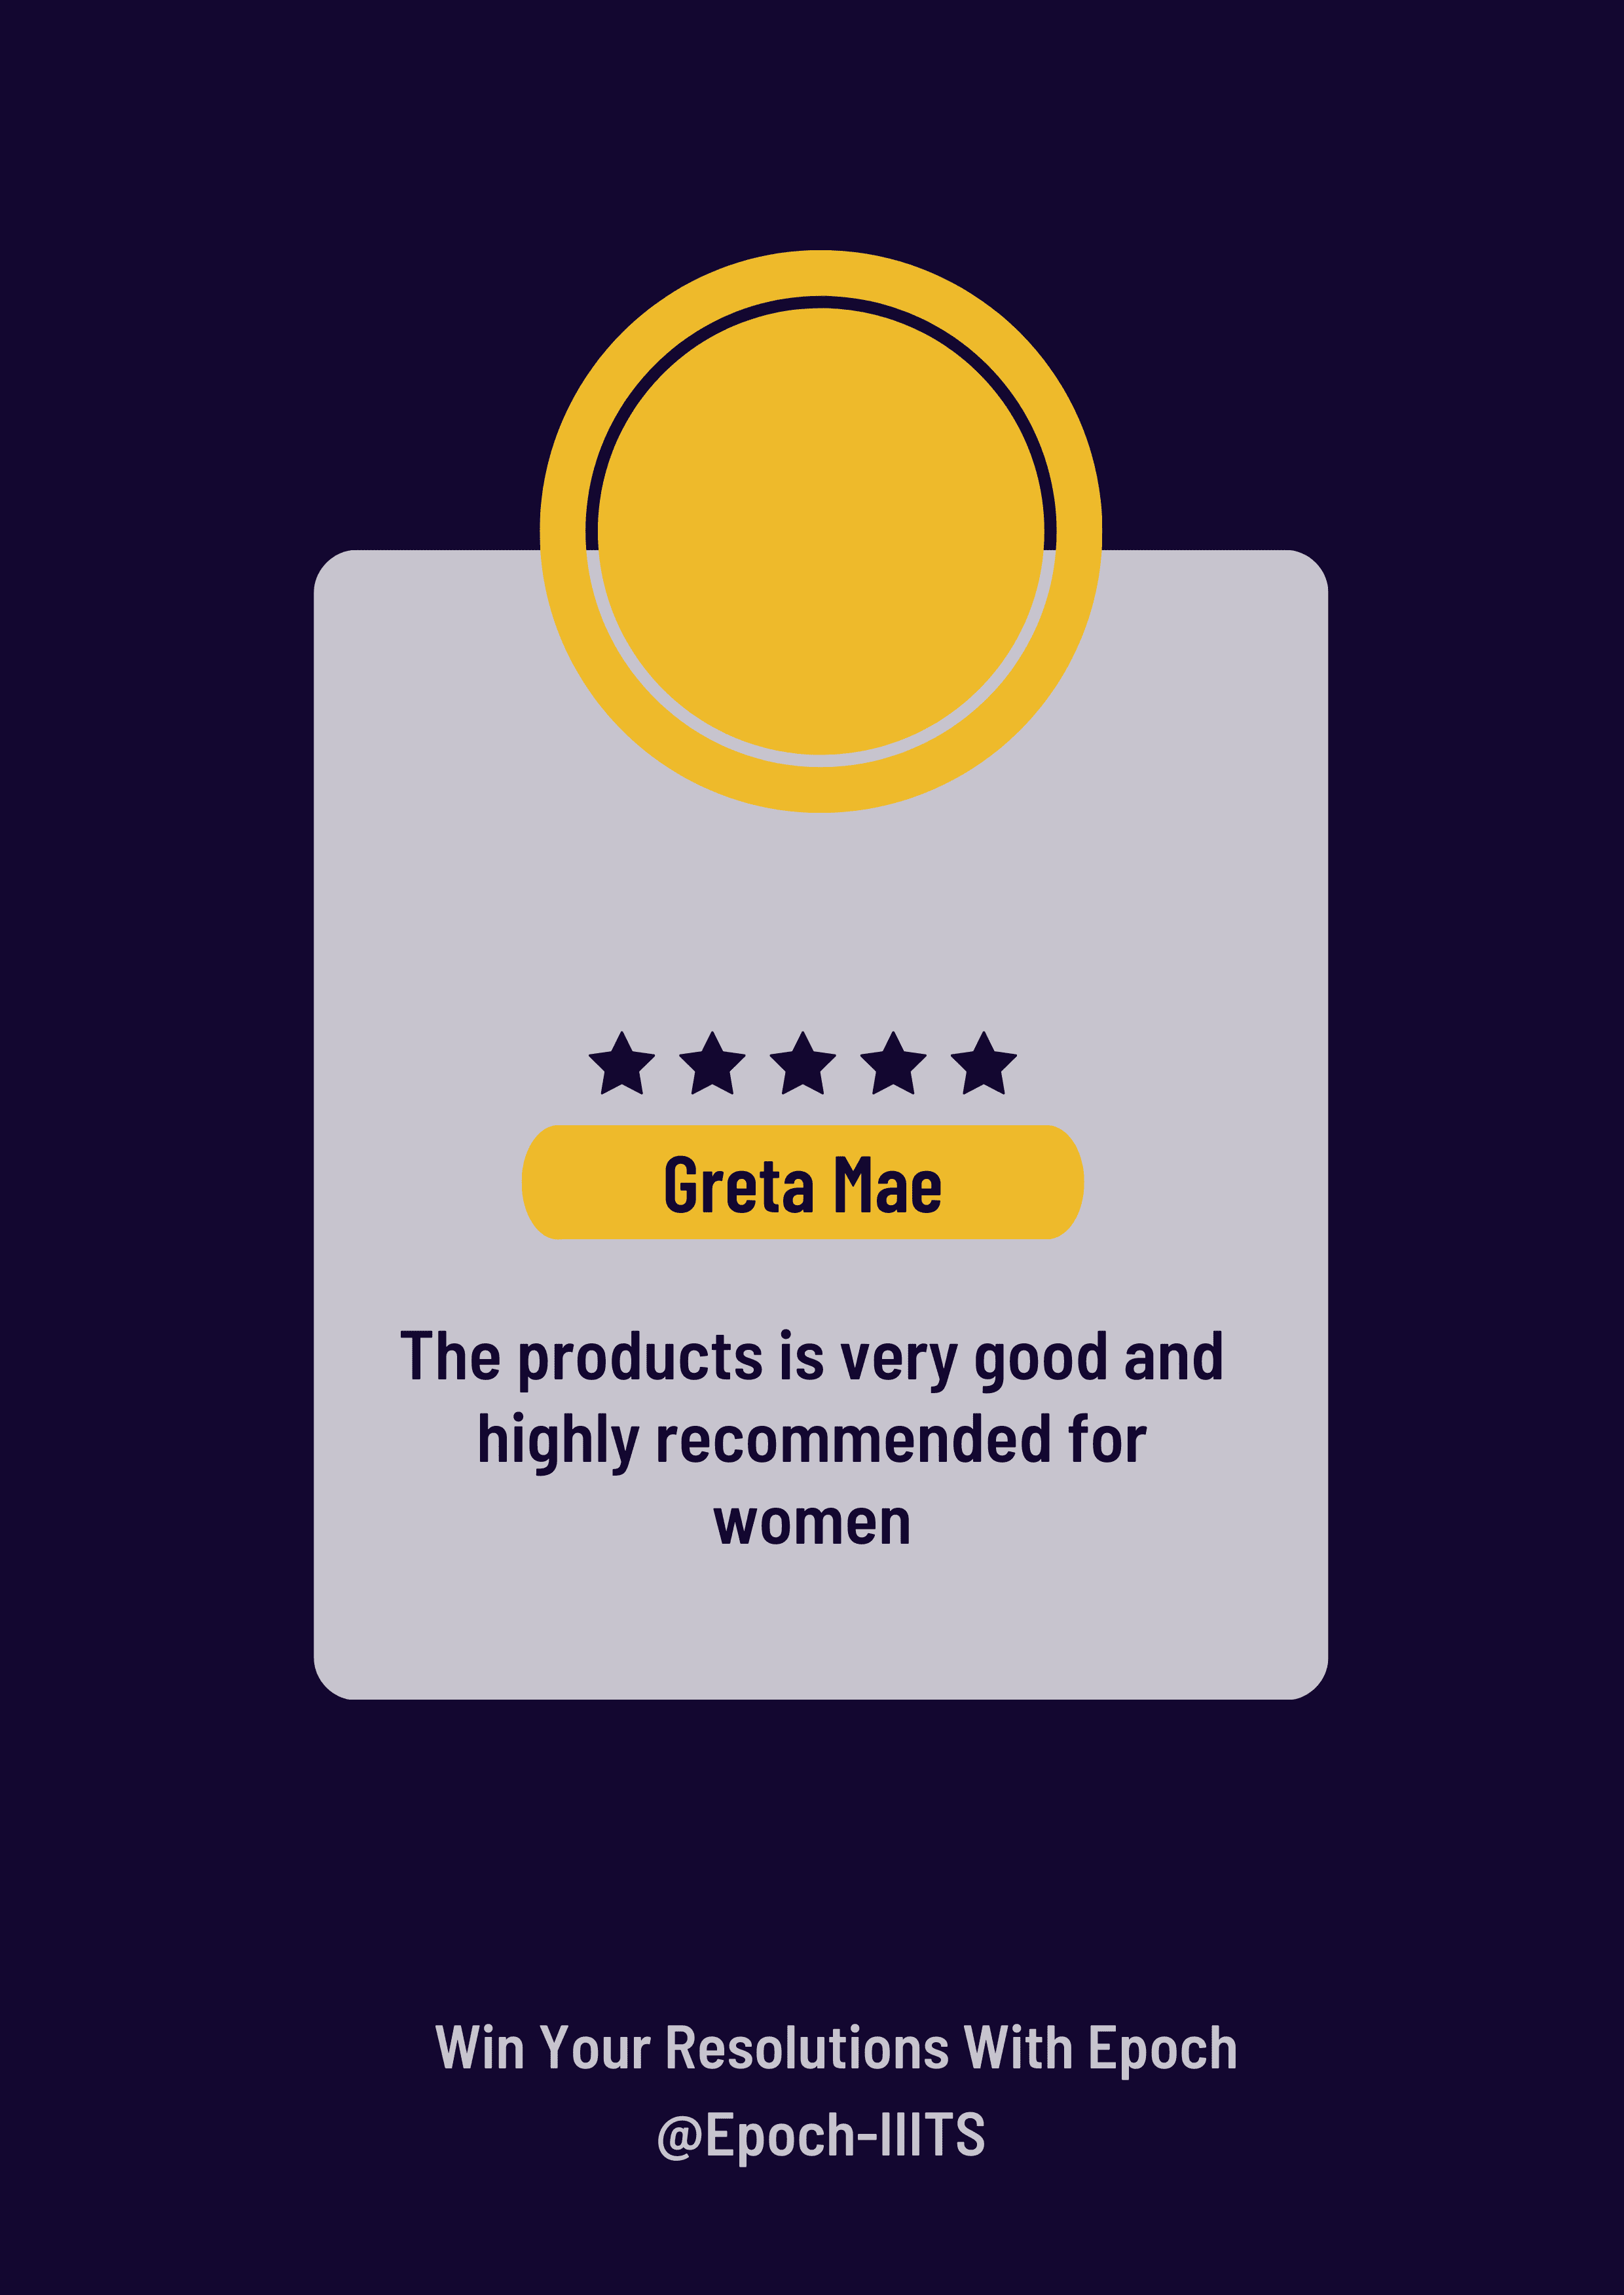 Greta Mae
The products is very good and
highly recommended for
women
Win Your Resolutions With Epoch
@Epoch-IIITS